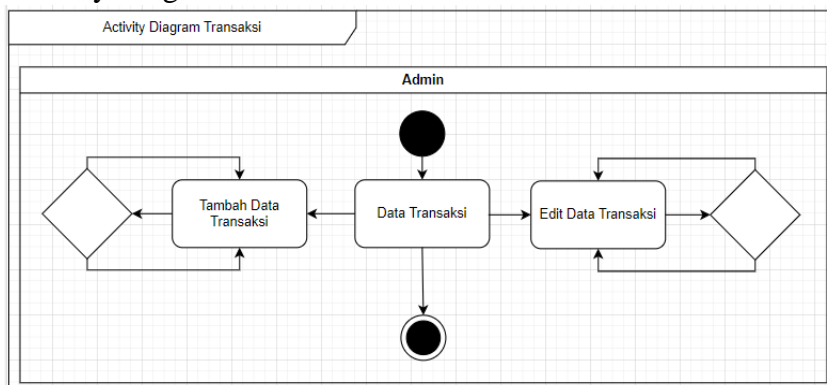 Activity Diagram Transaksi
Admin
Tambah Data
Transaksi
Data Transaksi
Edit Data Transaksi